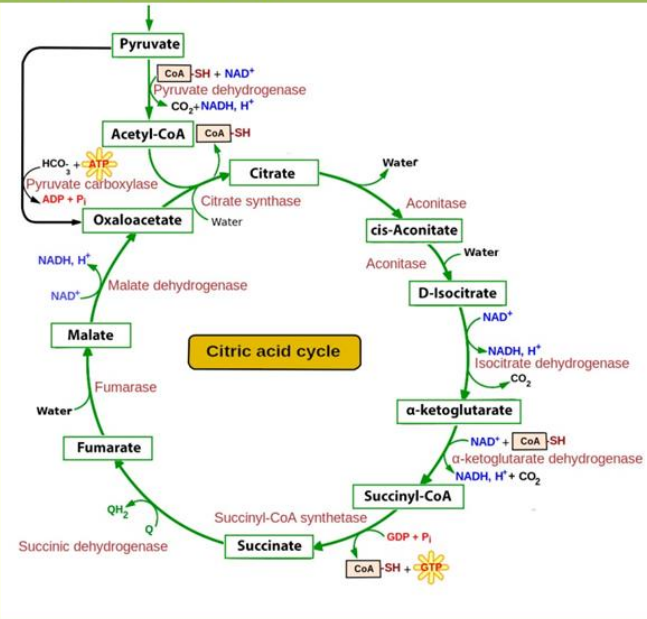 Pyruvate
CoA -SH + NAD⁺
Pyruvate dehydrogenase
CO₂+NADH, H⁺
Acetyl-CoA
CoA -SH
HCO₃⁻ + ATP
Pyruvate carboxylase
ADP + Pᵢ
Citrate
Water
Citrate synthase
Water
Oxaloacetate
Aconitase
cis-Aconitate
Water
Aconitase
D-Isocitrate
NADH, H⁺
NAD⁺
Malate dehydrogenase
NAD⁺
NADH, H⁺
Isocitrate dehydrogenase
CO₂
Malate
Citric acid cycle
Fumarase
Water
α-ketoglutarate
NAD⁺ + CoA -SH
α-ketoglutarate dehydrogenase
NADH, H⁺ + CO₂
Fumarate
Succinyl-CoA
QH₂
Q
Succinic dehydrogenase
Succinyl-CoA synthetase
GDP + Pᵢ
Succinate
CoA -SH + GTP